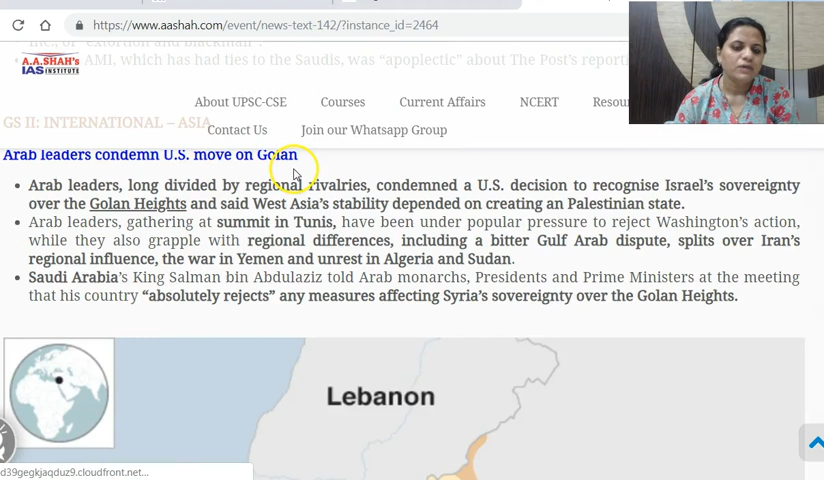 https://www.aashah.com/event/news-text-142/?instance_id=2464
Inc., of "extortion and blackmail".
AMI, which has had ties to the Saudis, was "apoplectic" about The Post's reporti
A.A.SHAH'S
IAS INSTITUTE
About UPSC-CSE Courses Current Affairs NCERT Resou
GS II: INTERNATIONAL – ASIA
Contact Us Join our Whatsapp Group
Arab leaders condemn U.S. move on Golan
• Arab leaders, long divided by regional rivalries, condemned a U.S. decision to recognise Israel's sovereignty
over the Golan Heights and said West Asia's stability depended on creating an Palestinian state.
• Arab leaders, gathering at summit in Tunis, have been under popular pressure to reject Washington's action,
while they also grapple with regional differences, including a bitter Gulf Arab dispute, splits over Iran's
regional influence, the war in Yemen and unrest in Algeria and Sudan.
• Saudi Arabia's King Salman bin Abdulaziz told Arab monarchs, Presidents and Prime Ministers at the meeting
that his country "absolutely rejects" any measures affecting Syria's sovereignty over the Golan Heights.
Lebanon
d39gegkjaqduz9.cloudfront.net...